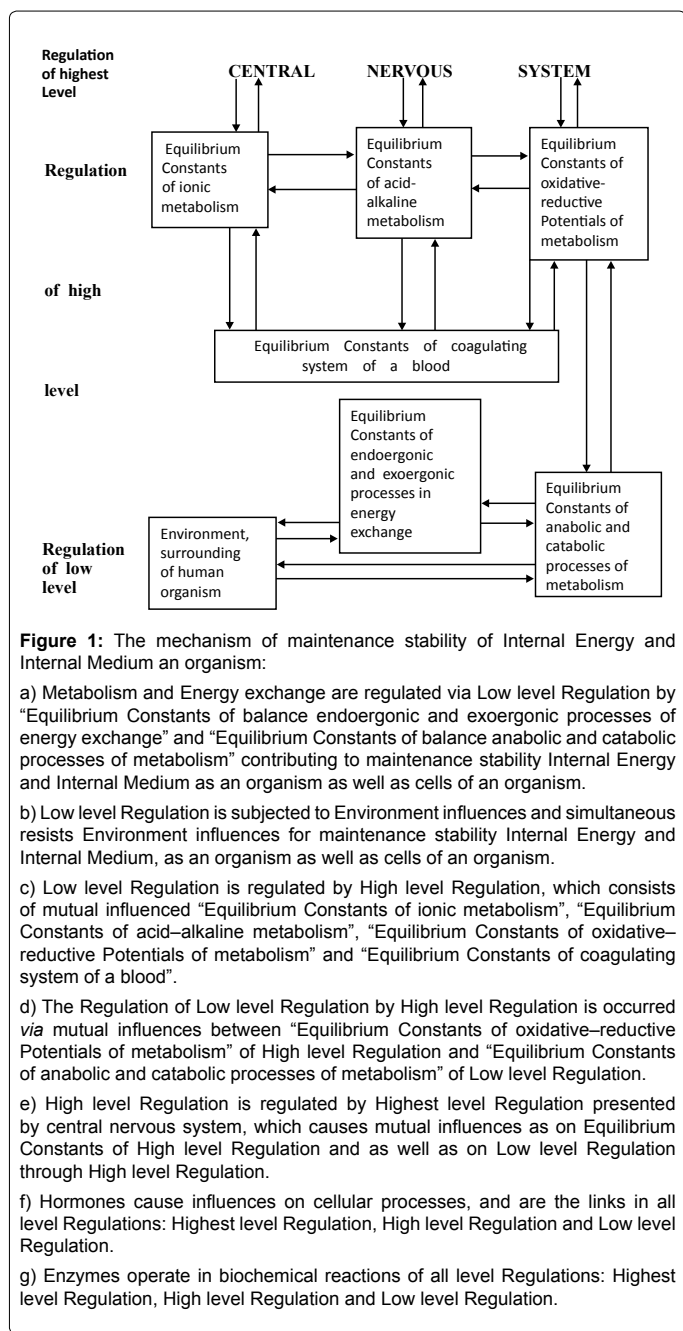 Regulation
of highest
Level
CENTRAL NERVOUS SYSTEM
Equilibrium
Constants
of ionic
metabolism
Equilibrium
Constants
of acid-
alkaline
metabolism
Equilibrium
Constants of
oxidative-
reductive
Potentials of
metabolism
Regulation
of high
level
Equilibrium Constants of coagulating
system of a blood
Equilibrium
Constants of
endoergonic
and exoergonic
processes in
energy
exchange
Equilibrium
Constants of
anabolic and
catabolic
processes of
metabolism
Environment,
surrounding
of human
organism
Regulation
of low
level
Figure 1: The mechanism of maintenance stability of Internal Energy and
Internal Medium an organism:
a) Metabolism and Energy exchange are regulated via Low level Regulation by
“Equilibrium Constants of balance endoergonic and exoergonic processes of
energy exchange” and “Equilibrium Constants of balance anabolic and catabolic
processes of metabolism” contributing to maintenance stability Internal Energy
and Internal Medium as an organism as well as cells of an organism.
b) Low level Regulation is subjected to Environment influences and simultaneous
resists Environment influences for maintenance stability Internal Energy and
Internal Medium, as an organism as well as cells of an organism.
c) Low level Regulation is regulated by High level Regulation, which consists
of mutual influenced “Equilibrium Constants of ionic metabolism”, “Equilibrium
Constants of acid–alkaline metabolism”, “Equilibrium Constants of oxidative–
reductive Potentials of metabolism” and “Equilibrium Constants of coagulating
system of a blood”.
d) The Regulation of Low level Regulation by High level Regulation is occurred
via mutual influences between “Equilibrium Constants of oxidative–reductive
Potentials of metabolism” of High level Regulation and “Equilibrium Constants
of anabolic and catabolic processes of metabolism” of Low level Regulation.
e) High level Regulation is regulated by Highest level Regulation presented
by central nervous system, which causes mutual influences as on Equilibrium
Constants of High level Regulation and as well as on Low level Regulation
through High level Regulation.
f) Hormones cause influences on cellular processes, and are the links in all
level Regulations: Highest level Regulation, High level Regulation and Low level
Regulation.
g) Enzymes operate in biochemical reactions of all level Regulations: Highest
level Regulation, High level Regulation and Low level Regulation.